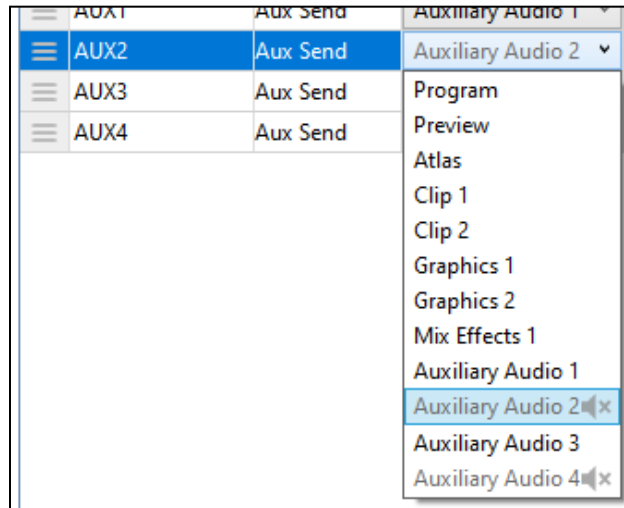 AUX1 Aux Send Auxiliary Audio 1
AUX2 Aux Send Auxiliary Audio 2
AUX3 Aux Send
AUX4 Aux Send
Program
Preview
Atlas
Clip 1
Clip 2
Graphics 1
Graphics 2
Mix Effects 1
Auxiliary Audio 1
Auxiliary Audio 2
Auxiliary Audio 3
Auxiliary Audio 4